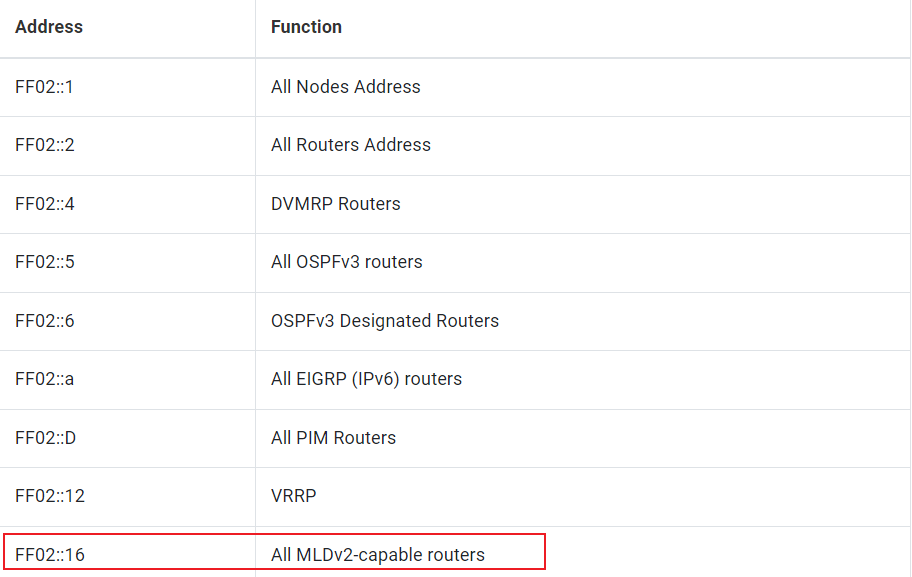 Address Function
FF02::1 All Nodes Address
FF02::2 All Routers Address
FF02::4 DVMRP Routers
FF02::5 All OSPFv3 routers
FF02::6 OSPFv3 Designated Routers
FF02::a All EIGRP (IPv6) routers
FF02::D All PIM Routers
FF02::12 VRRP
FF02::16 All MLDv2-capable routers